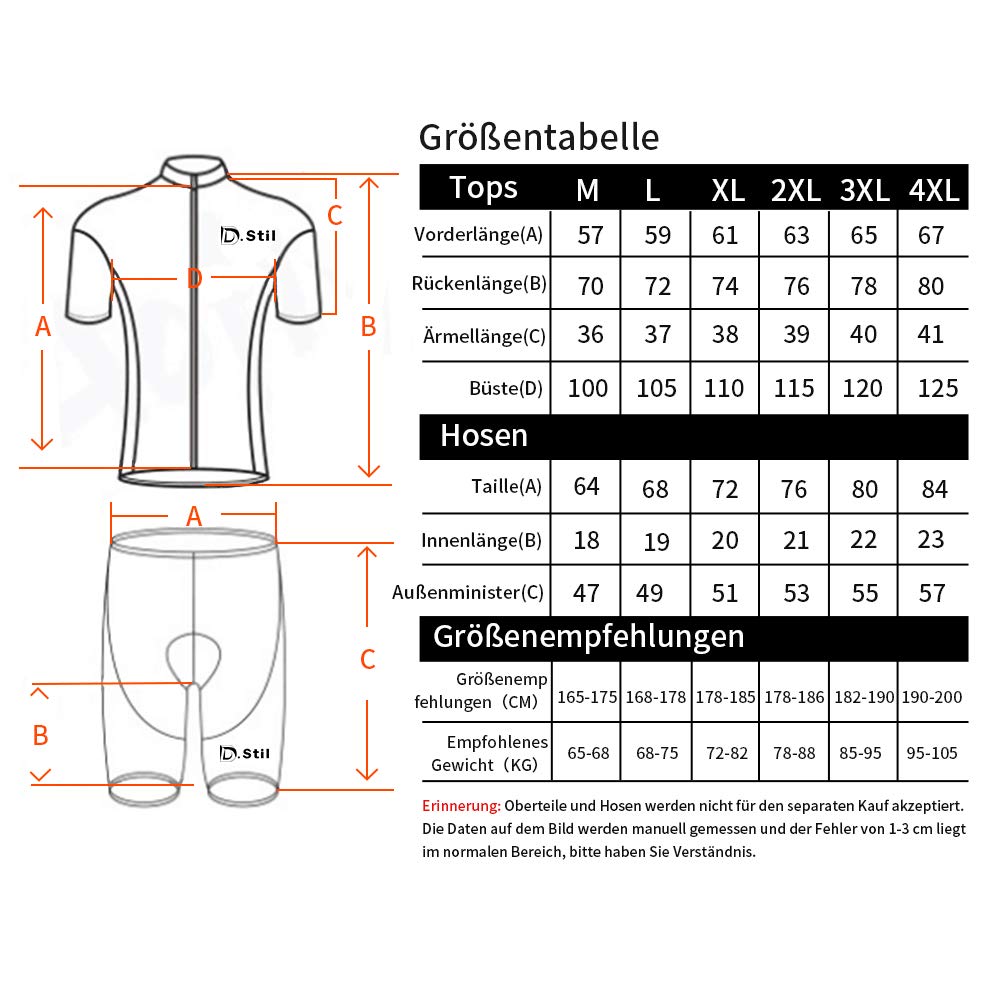 Größentabelle
Tops M L XL 2XL 3XL 4XL
Vorderlänge(A) 57 59 61 63 65 67
Rückenlänge(B) 70 72 74 76 78 80
Ärmellänge(C) 36 37 38 39 40 41
Büste(D) 100 105 110 115 120 125
Hosen
Taille(A) 64 68 72 76 80 84
Innenlänge(B) 18 19 20 21 22 23
Außenminister(C) 47 49 51 53 55 57
Größenempfehlungen
Größenemp
fehlungen（CM） 165-175 168-178 178-185 178-186 182-190 190-200
Empfohlenes
Gewicht（KG） 65-68 68-75 72-82 78-88 85-95 95-105
Erinnerung: Oberteile und Hosen werden nicht für den separaten Kauf akzeptiert.
Die Daten auf dem Bild werden manuell gemessen und der Fehler von 1-3 cm liegt
im normalen Bereich, bitte haben Sie Verständnis.
C
D.Stil
D
A
B
A
C
B
D.Stil